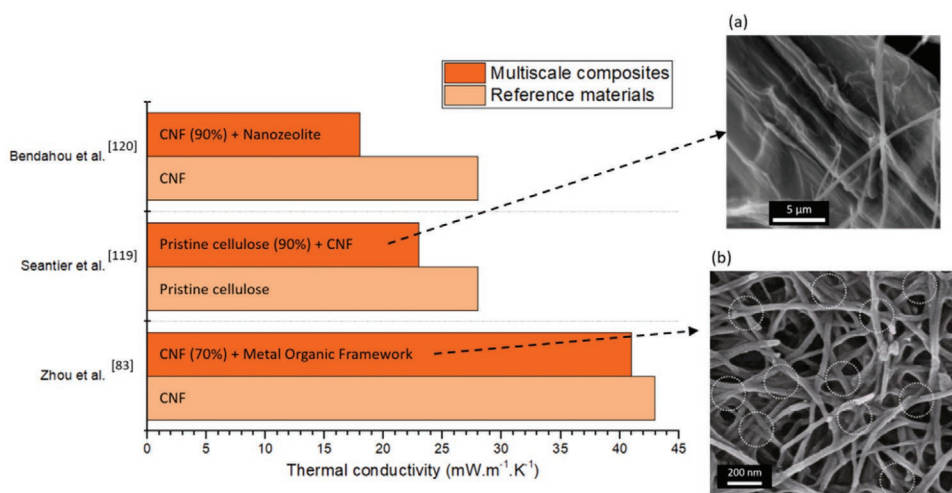 (a)
Multiscale composites
Reference materials
Bendahou et al. [120]
CNF (90%) + Nanozeolite
CNF
5 µm
Seantier et al. [119]
Pristine cellulose (90%) + CNF
Pristine cellulose
(b)
Zhou et al. [83]
CNF (70%) + Metal Organic Framework
CNF
200 nm
0 5 10 15 20 25 30 35 40 45
Thermal conductivity (mW.m⁻¹.K⁻¹)